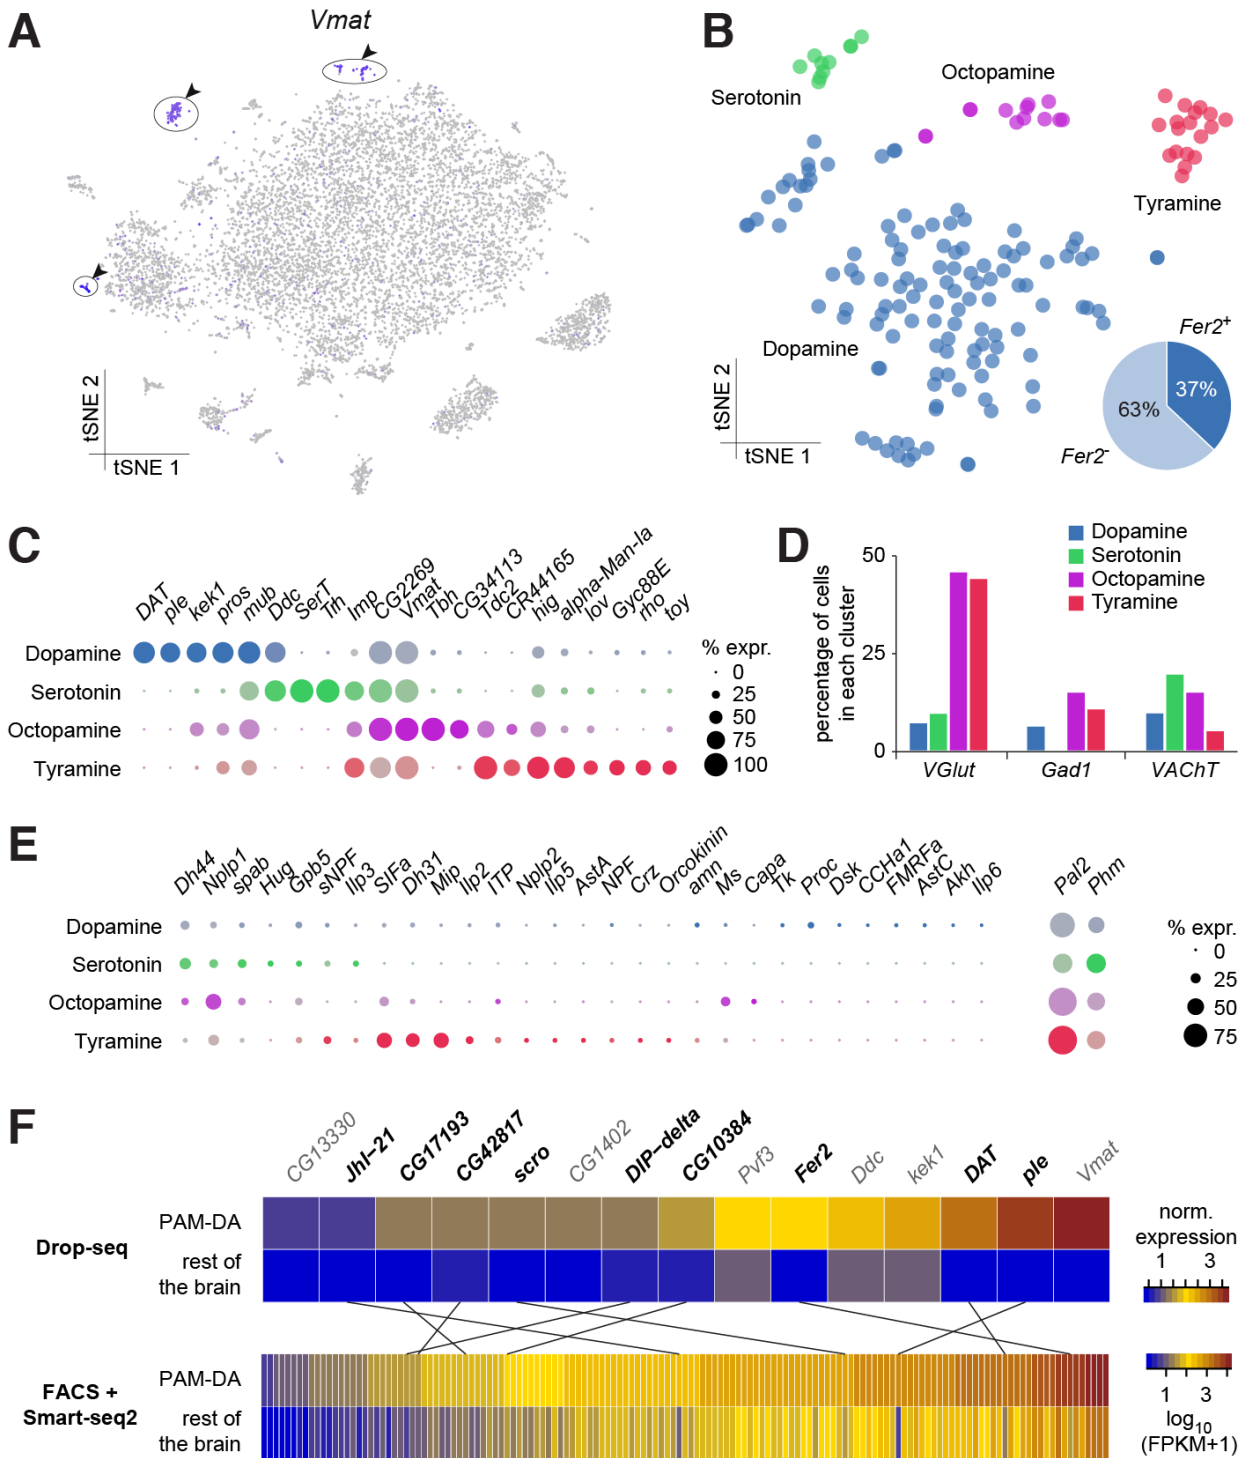 A
Vmat
tSNE 2
tSNE 1
B
Serotonin
Octopamine
Tyramine
Dopamine
Fer2+
37%
63%
Fer2-
tSNE 2
tSNE 1
C
DAT ple kek1 pros mub Ddc SerT Trh Imp CG2269 Vmat Tbh CG34113 Tdc2 CR44165 hig alpha-Man-Ia lov Gyc88E rho toy
Dopamine
Serotonin
Octopamine
Tyramine
% expr.
0
25
50
75
100
D
Dopamine
Serotonin
Octopamine
Tyramine
percentage of cells
in each cluster
50
25
0
VGlut Gad1 VAChT
E
Dh44 Nplp1 spab Hug Gpb5 sNPF Ilp3 SIFa Dh31 Mip Ilp2 ITP Nplp2 Ilp5 AstA NPF Crz Orcokinin amn Ms Capa Tk Proc Dsk CCHa1 FMRFa AstC Akh Ilp6 Pal2 Phm
Dopamine
Serotonin
Octopamine
Tyramine
% expr.
0
25
50
75
F
CG13330 Jhl-21 CG17193 CG42817 scro CG1402 DIP-delta CG10384 Pvf3 Fer2 Ddc kek1 DAT ple Vmat
Drop-seq
PAM-DA
rest of
the brain
norm.
expression
1 3
FACS +
Smart-seq2
PAM-DA
rest of
the brain
1 3
log10
(FPKM+1)